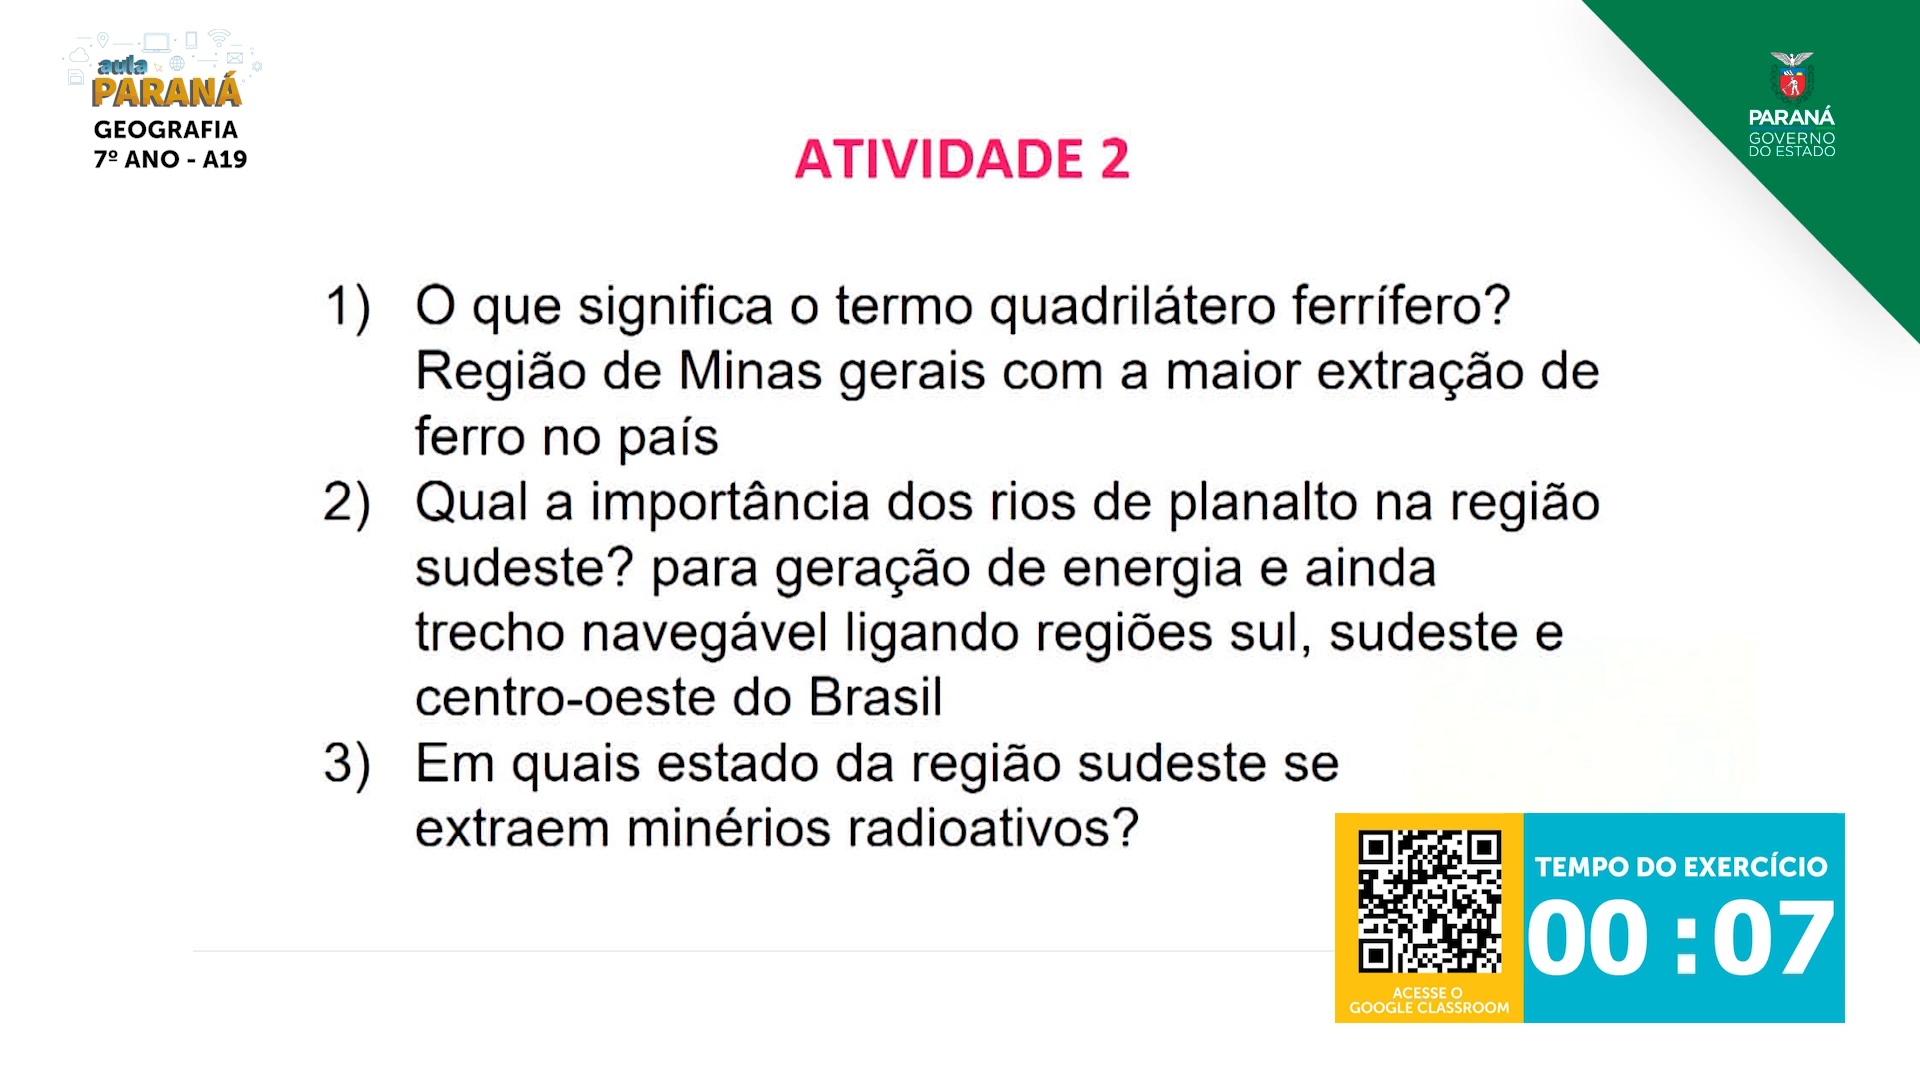 aula
PARANÁ
GEOGRAFIA
7º ANO - A19
PARANÁ
GOVERNO
DO ESTADO
ATIVIDADE 2
1) O que significa o termo quadrilátero ferrífero?
Região de Minas gerais com a maior extração de
ferro no país
2) Qual a importância dos rios de planalto na região
sudeste? para geração de energia e ainda
trecho navegável ligando regiões sul, sudeste e
centro-oeste do Brasil
3) Em quais estado da região sudeste se
extraem minérios radioativos?
ACESSE O
GOOGLE CLASSROOM
TEMPO DO EXERCÍCIO
00:07